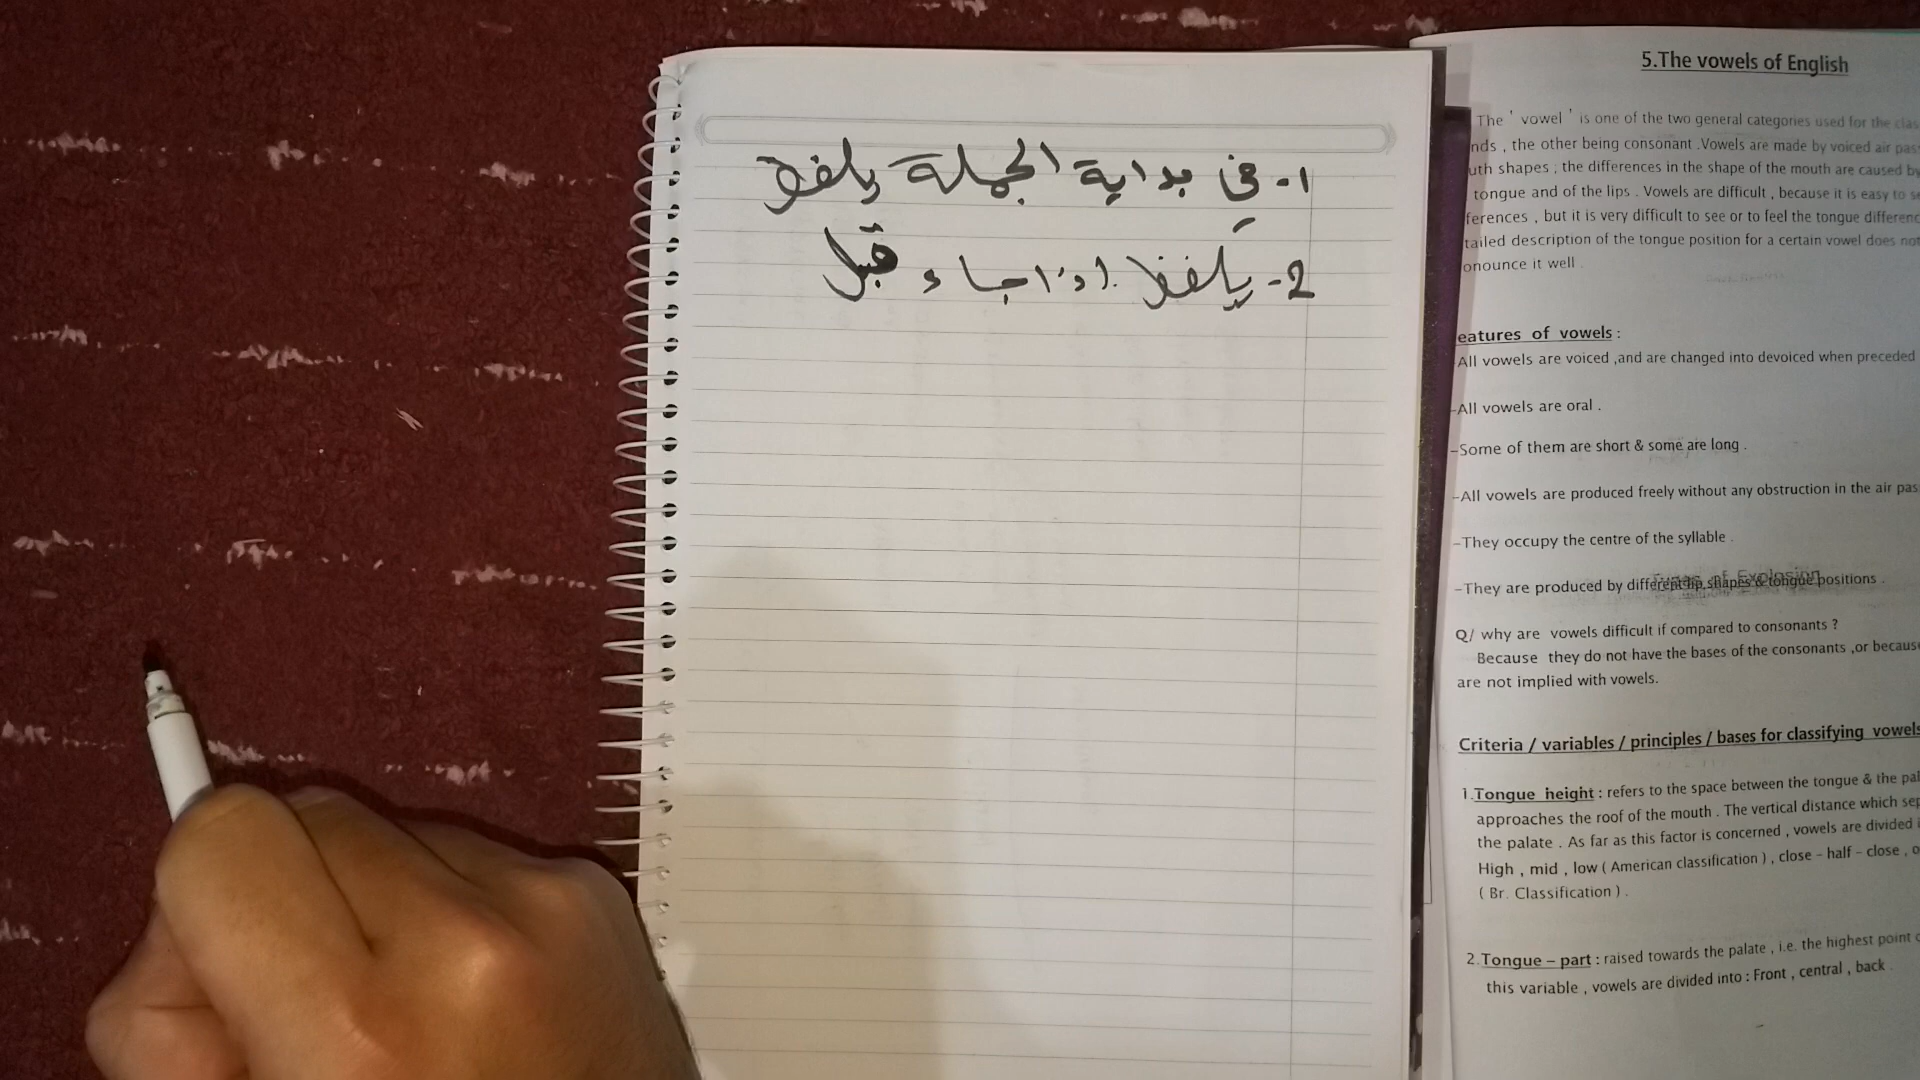 1- في بداية الجملة يلفظ
2- يلفظ اذا جاء قبل
5.The vowels of English
The ' vowel ' is one of the two general categories used for the clas
nds , the other being consonant .Vowels are made by voiced air pas
uth shapes ; the differences in the shape of the mouth are caused by
tongue and of the lips . Vowels are difficult , because it is easy to se
ferences , but it is very difficult to see or to feel the tongue differenc
tailed description of the tongue position for a certain vowel does not
onounce it well .
eatures of vowels :
-All vowels are voiced ,and are changed into devoiced when preceded
-All vowels are oral .
-Some of them are short & some are long .
-All vowels are produced freely without any obstruction in the air pas
-They occupy the centre of the syllable .
-They are produced by different lip shapes & tongue positions .
Q/ why are vowels difficult if compared to consonants ?
Because they do not have the bases of the consonants ,or because
are not implied with vowels.
Criteria / variables / principles / bases for classifying vowels
1.Tongue height : refers to the space between the tongue & the pal
approaches the roof of the mouth . The vertical distance which sep
the palate . As far as this factor is concerned , vowels are divided i
High , mid , low ( American classification ) , close - half - close , o
( Br. Classification ) .
2.Tongue - part : raised towards the palate , i.e. the highest point o
this variable , vowels are divided into : Front , central , back .